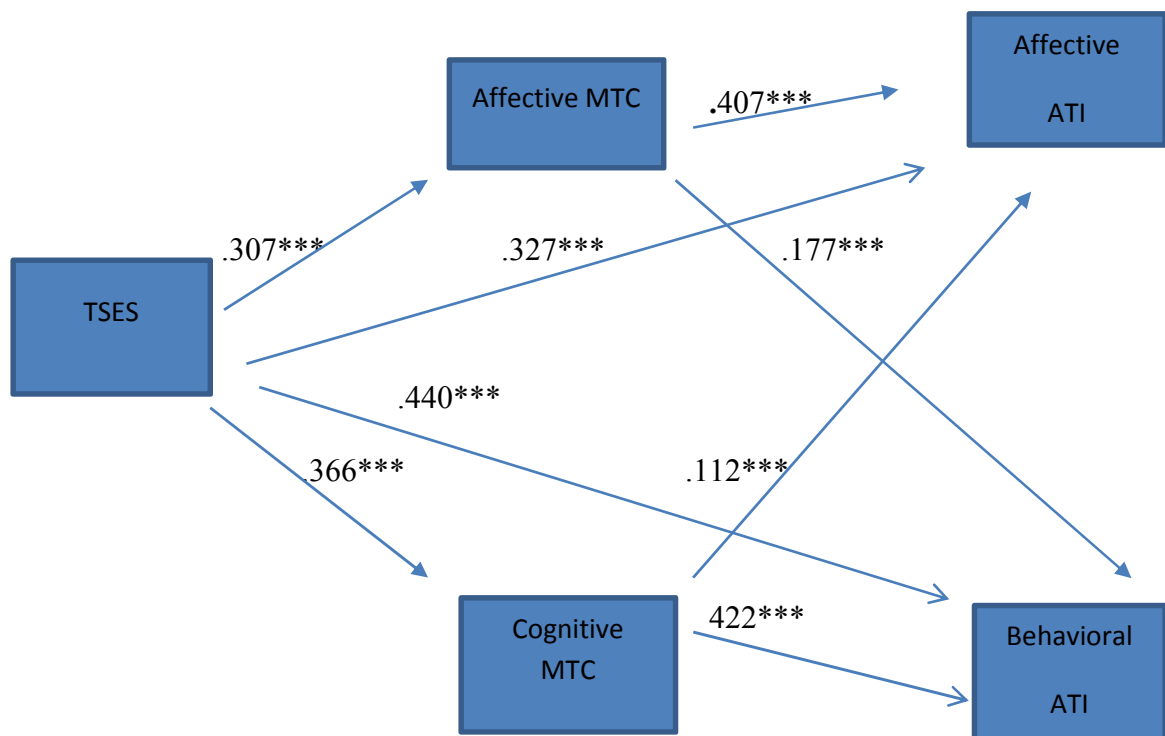 Affective
ATI
Affective MTC
.407***
.307***
.327***
.177***
TSES
.440***
.366***
.112***
Cognitive
MTC
422***
Behavioral
ATI